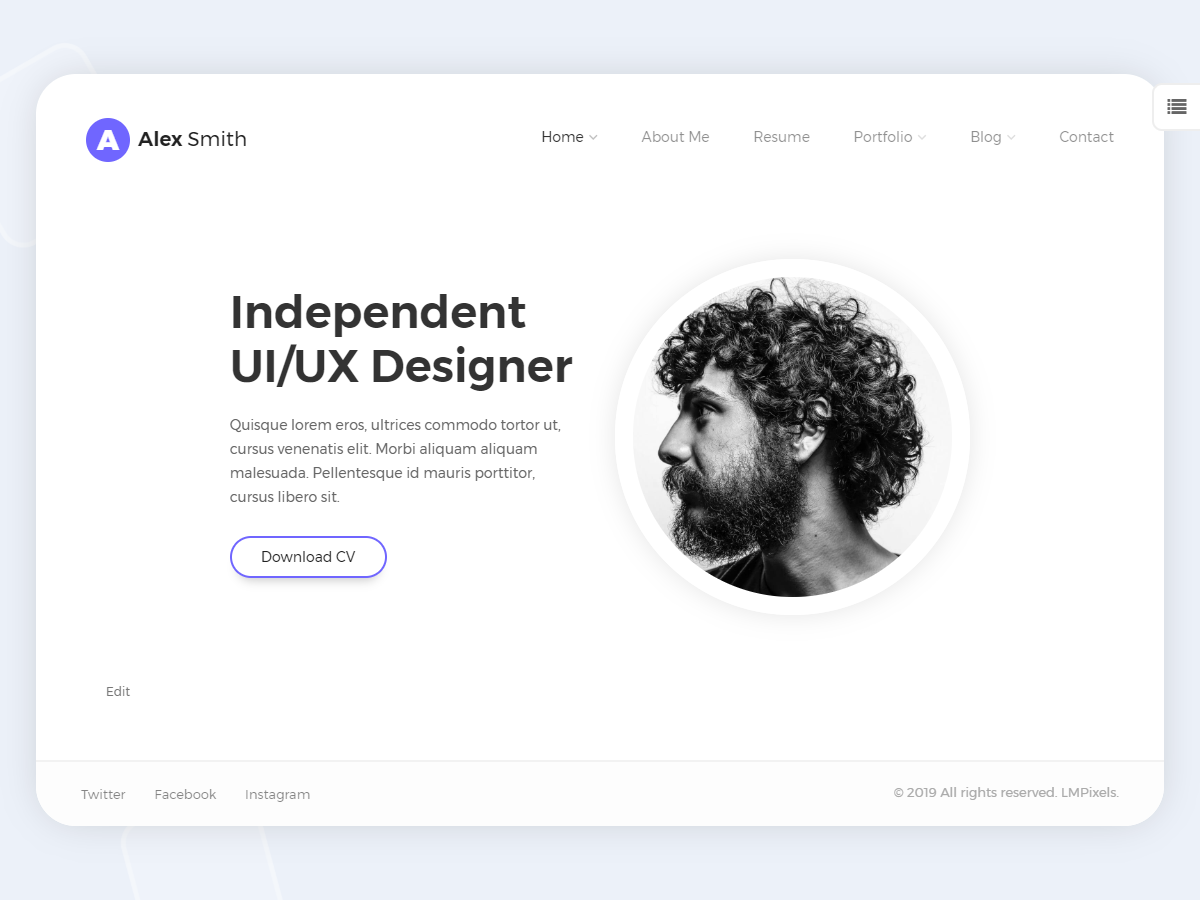 A Alex Smith
Home About Me Resume Portfolio Blog Contact
Independent
UI/UX Designer
Quisque lorem eros, ultrices commodo tortor ut,
cursus venenatis elit. Morbi aliquam aliquam
malesuada. Pellentesque id mauris porttitor,
cursus libero sit.
Download CV
Edit
Twitter Facebook Instagram
© 2019 All rights reserved. LMPixels.